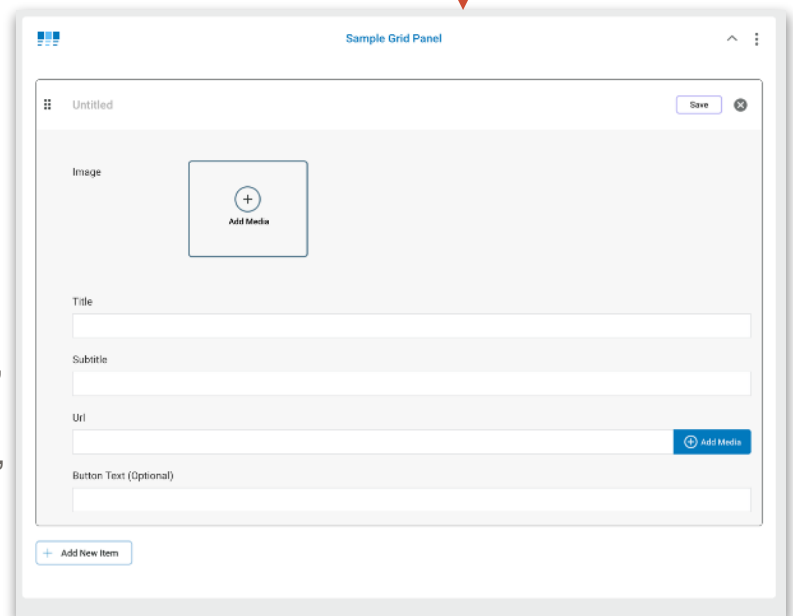 Sample Grid Panel
Untitled
Save
Image
Add Media
Title
Subtitle
Url
Add Media
Button Text (Optional)
Add New Item